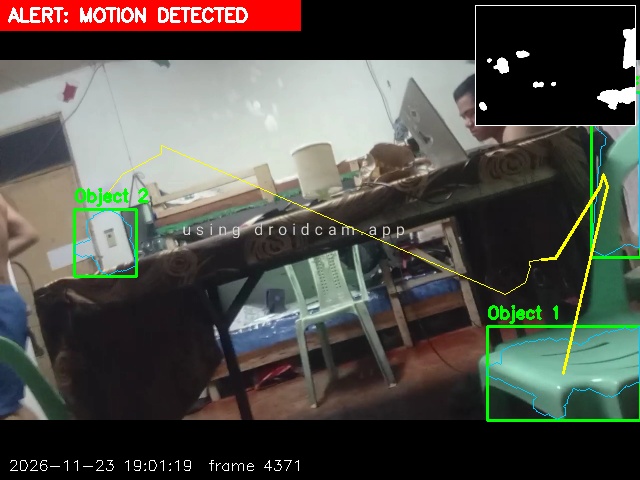 ALERT: MOTION DETECTED
Object 2
using droidcam.app
Object 1
2026-11-23 19:01:19 frame 4371